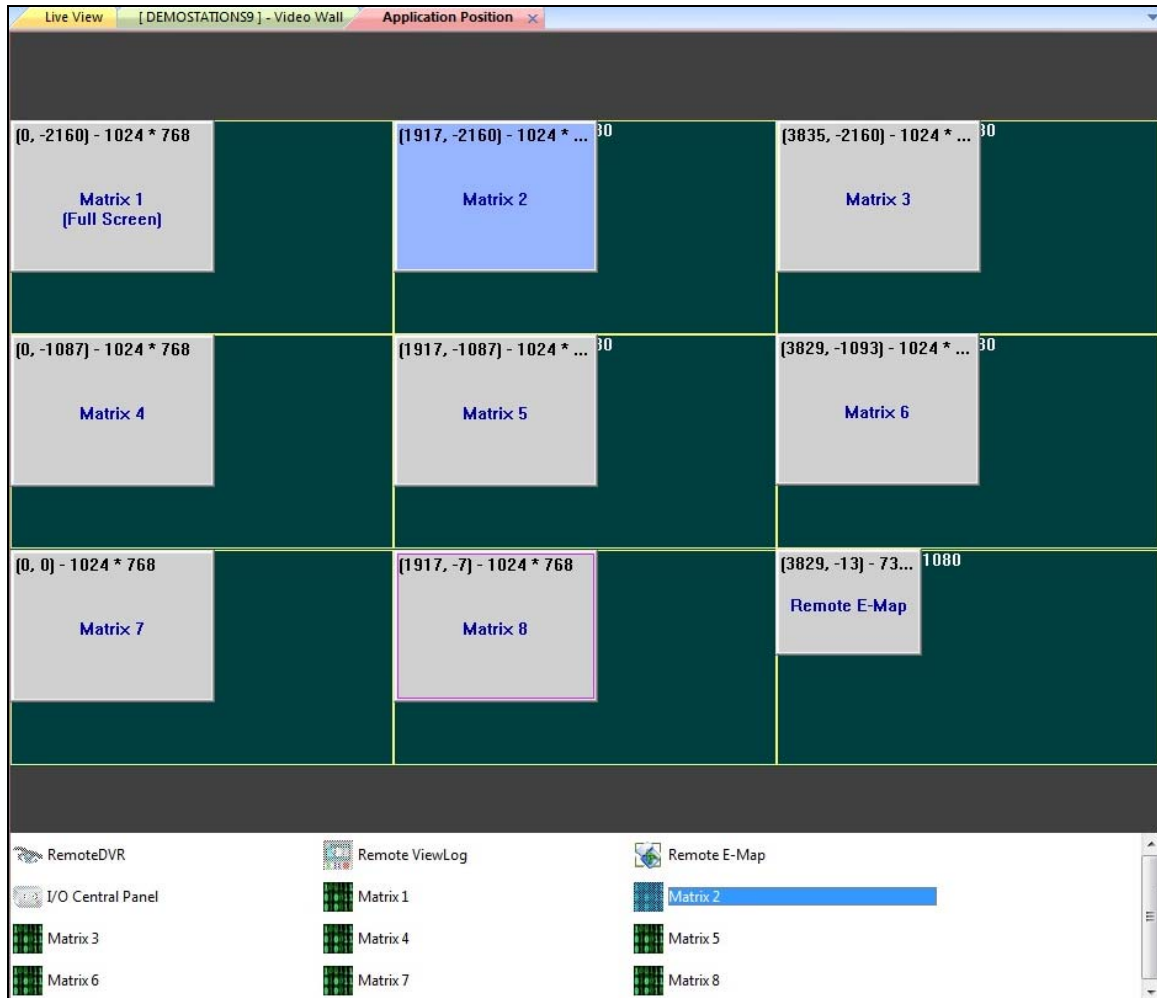 Live View
[ DEMOSTATIONS9 ] - Video Wall
Application Position
(0, -2160) - 1024 * 768
(1917, -2160) - 1024 * ...
(3835, -2160) - 1024 * ...
Matrix 1
(Full Screen)
Matrix 2
Matrix 3
(0, -1087) - 1024 * 768
(1917, -1087) - 1024 * ...
(3829, -1093) - 1024 * ...
Matrix 4
Matrix 5
Matrix 6
(0, 0) - 1024 * 768
(1917, -7) - 1024 * 768
(3829, -13) - 73...
1080
Matrix 7
Matrix 8
Remote E-Map
RemoteDVR
Remote ViewLog
Remote E-Map
I/O Central Panel
Matrix 1
Matrix 2
Matrix 3
Matrix 4
Matrix 5
Matrix 6
Matrix 7
Matrix 8